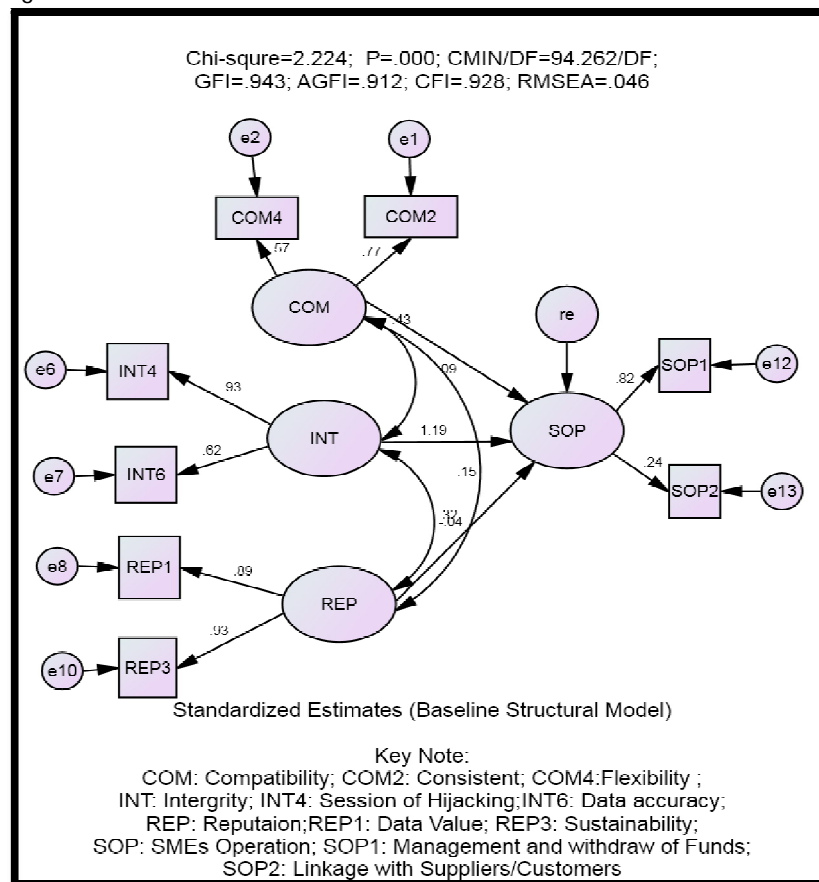 Chi-squre=2.224; P=.000; CMIN/DF=94.262/DF;
GFI=.943; AGFI=.912; CFI=.928; RMSEA=.046
e2
e1
COM4
COM2
.57
.77
COM
.43
re
.09
e6
INT4
.93
SOP1
e12
.82
INT
1.19
SOP
.62
e7
INT6
.15
.24
SOP2
e13
.32
-.04
e8
REP1
.89
REP
.93
e10
REP3
Standardized Estimates (Baseline Structural Model)
Key Note:
COM: Compatibility; COM2: Consistent; COM4:Flexibility ;
INT: Intergrity; INT4: Session of Hijacking;INT6: Data accuracy;
REP: Reputaion;REP1: Data Value; REP3: Sustainability;
SOP: SMEs Operation; SOP1: Management and withdraw of Funds;
SOP2: Linkage with Suppliers/Customers